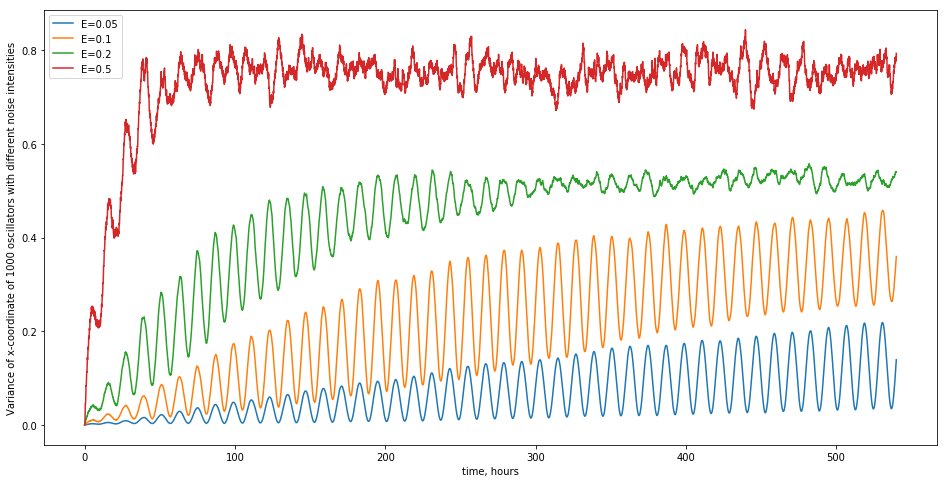 E=0.05
E=0.1
E=0.2
E=0.5
Variance of x-coordinate of 1000 oscillators with different noise intensities
0.8
0.6
0.4
0.2
0.0
0 100 200 300 400 500
time, hours